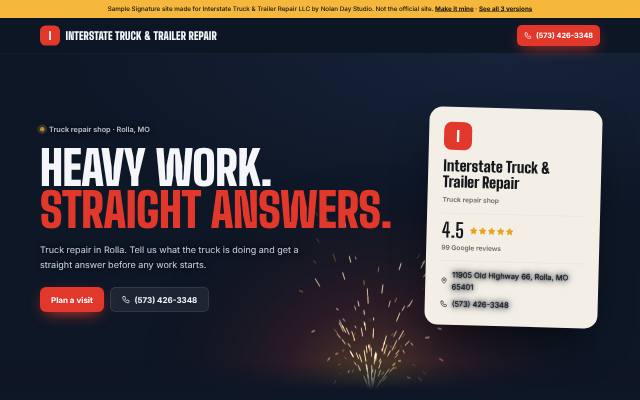 Sample Signature site made for Interstate Truck & Trailer Repair LLC by Nolan Day Studio. Not the official site. Make it mine · See all 3 versions
I INTERSTATE TRUCK & TRAILER REPAIR
(573) 426-3348
Truck repair shop · Rolla, MO
HEAVY WORK.
STRAIGHT ANSWERS.
Truck repair in Rolla. Tell us what the truck is doing and get a
straight answer before any work starts.
Plan a visit
(573) 426-3348
I
Interstate Truck &
Trailer Repair
Truck repair shop
4.5
99 Google reviews
11905 Old Highway 66, Rolla, MO
65401
(573) 426-3348